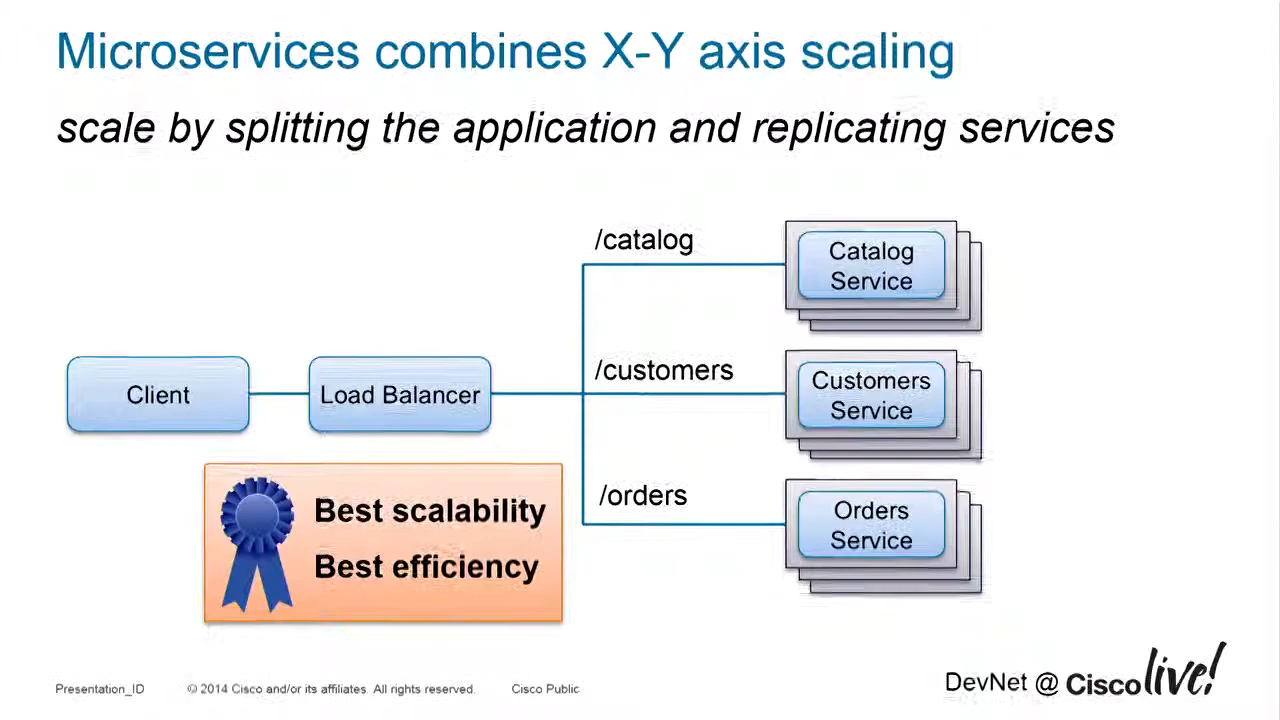 Microservices combines X-Y axis scaling
scale by splitting the application and replicating services
/catalog
Catalog
Service
Client
Load Balancer
/customers
Customers
Service
Best scalability
Best efficiency
/orders
Orders
Service
Presentation_ID
© 2014 Cisco and/or its affiliates. All rights reserved.
Cisco Public
DevNet @ Cisco live!